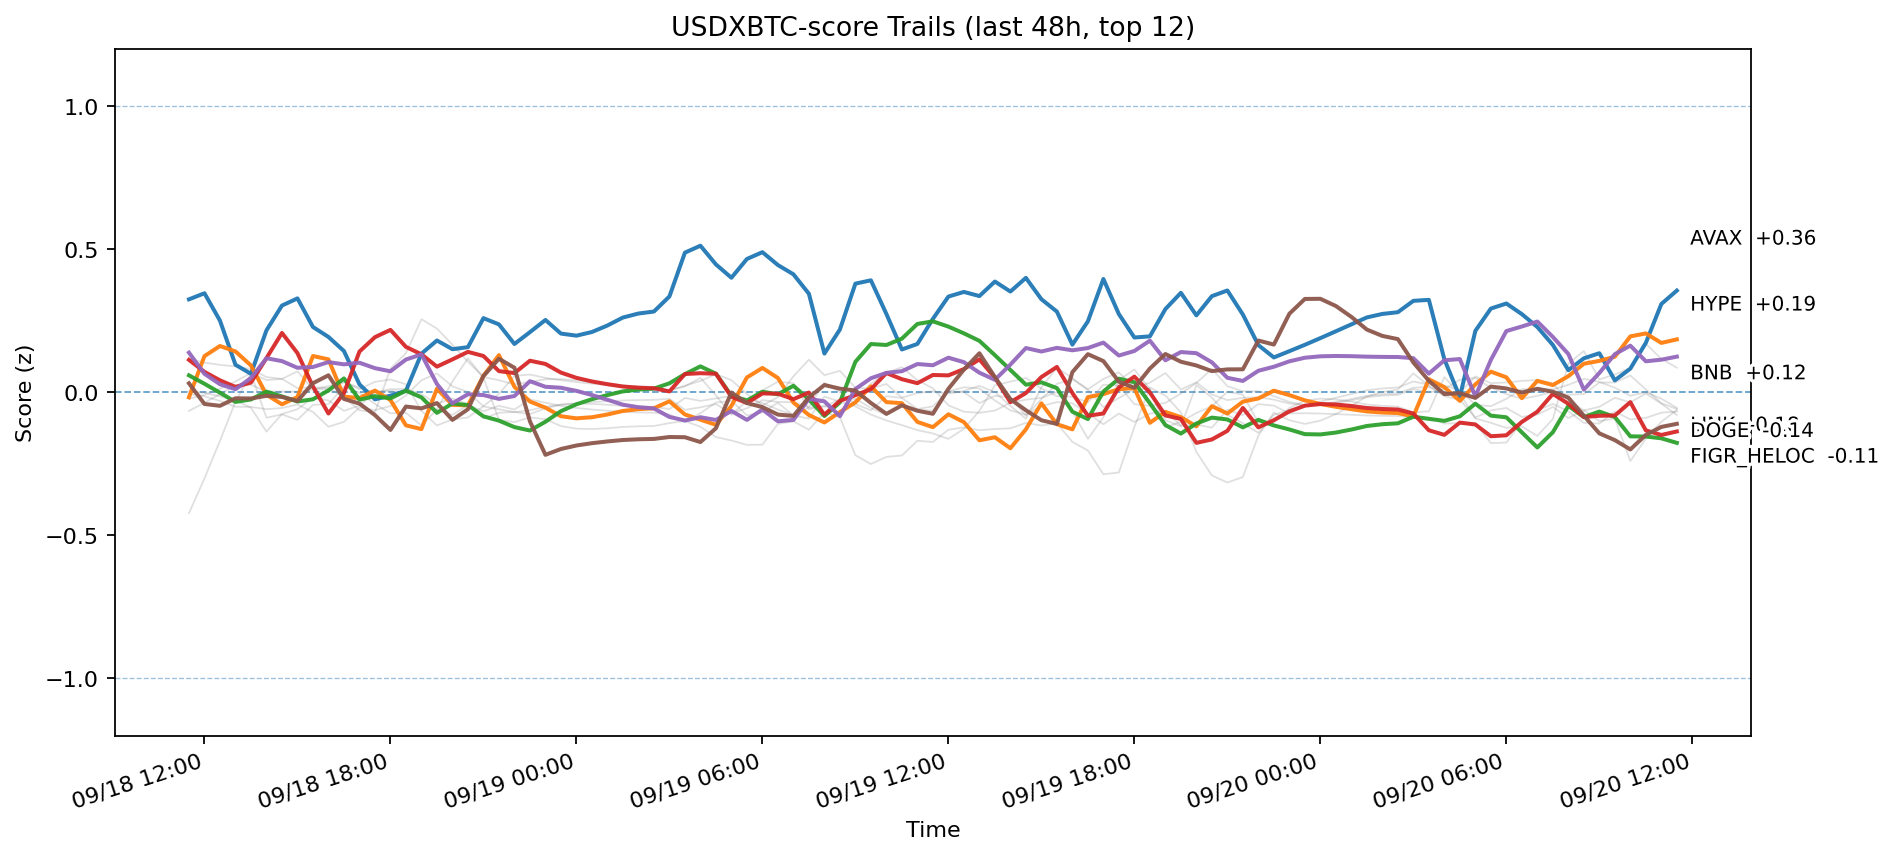 USDXBTC-score Trails (last 48h, top 12)
Score (z)
1.0
0.5
0.0
−0.5
−1.0
AVAX +0.36
HYPE +0.19
BNB +0.12
DOGE -0.14
FIGR_HELOC -0.11
09/18 12:00
09/18 18:00
09/19 00:00
09/19 06:00
09/19 12:00
09/19 18:00
09/20 00:00
09/20 06:00
09/20 12:00
Time